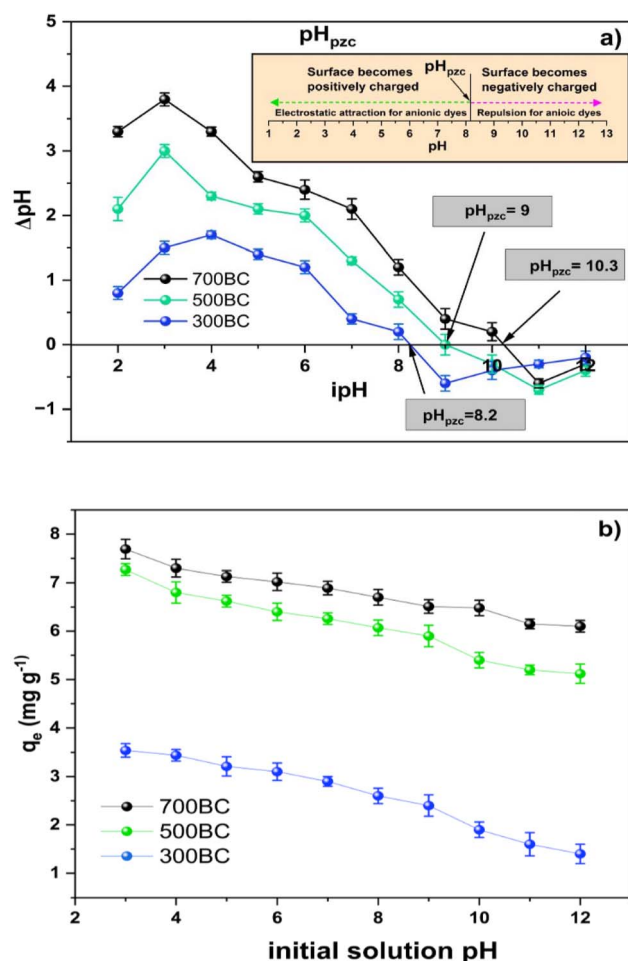 pHpzc
a)
Surface becomes
positively charged
pHpzc
Surface becomes
negatively charged
Electrostatic attraction for anionic dyes
Repulsion for anioic dyes
1 2 3 4 5 6 7 8 9 10 11 12 13
pH
5
4
3
2
1
0
−1
ΔpH
700BC
500BC
300BC
pHpzc= 9
pHpzc= 10.3
pHpzc=8.2
2 4 6 8 10 12
ipH
b)
8
7
6
5
4
3
2
1
qe (mg g-1)
700BC
500BC
300BC
2 4 6 8 10 12
initial solution pH